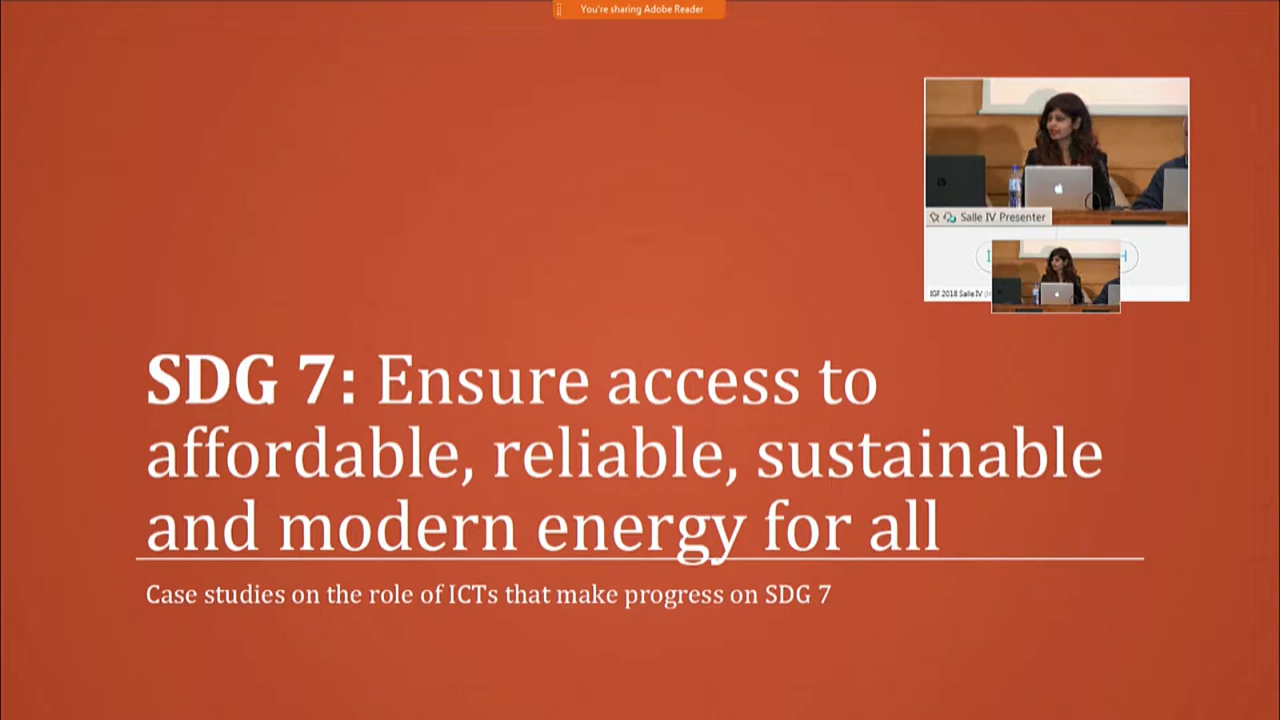 You're sharing Adobe Reader
Salle IV Presenter
IGF 2018 Salle IV
SDG 7: Ensure access to
affordable, reliable, sustainable
and modern energy for all
Case studies on the role of ICTs that make progress on SDG 7